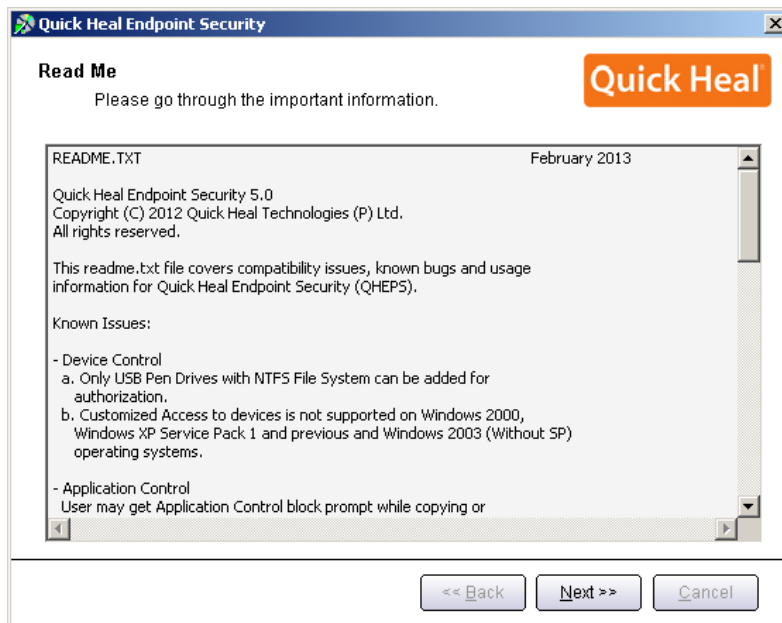 Quick Heal Endpoint Security
Read Me
Please go through the important information.
Quick Heal
README.TXT February 2013
Quick Heal Endpoint Security 5.0
Copyright (C) 2012 Quick Heal Technologies (P) Ltd.
All rights reserved.
This readme.txt file covers compatibility issues, known bugs and usage
information for Quick Heal Endpoint Security (QHEPS).
Known Issues:
- Device Control
a. Only USB Pen Drives with NTFS File System can be added for
authorization.
b. Customized Access to devices is not supported on Windows 2000,
Windows XP Service Pack 1 and previous and Windows 2003 (Without SP)
operating systems.
- Application Control
User may get Application Control block prompt while copying or
<< Back Next >> Cancel